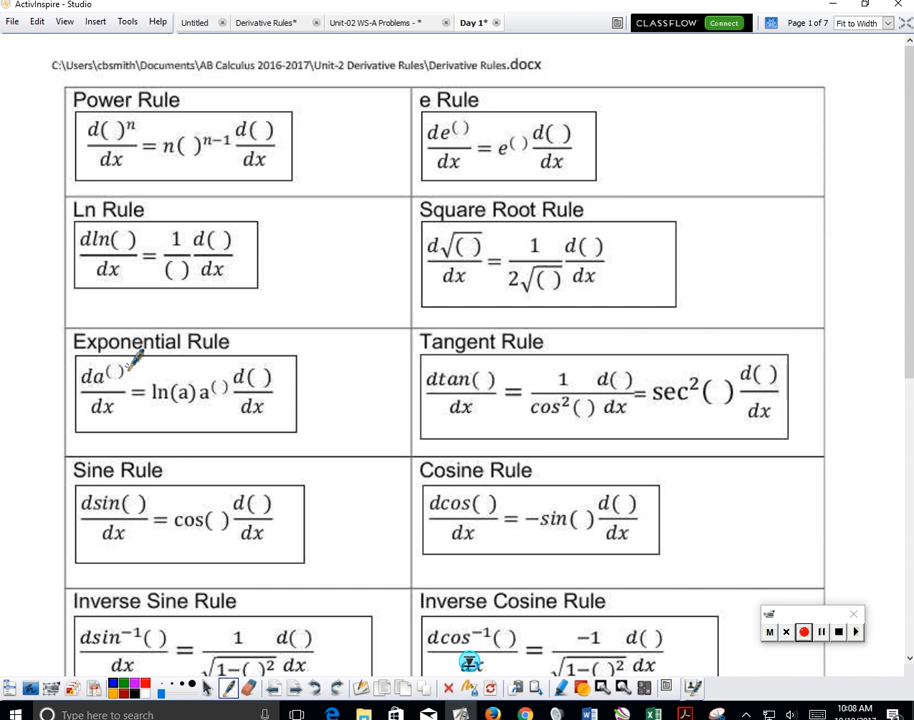 ActivInspire - Studio
File Edit View Insert Tools Help Untitled Derivative Rules* Unit-02 WS-A Problems - * Day 1* CLASSFLOW Connect Page 1 of 7 Fit to Width
C:\Users\cbsmith\Documents\AB Calculus 2016-2017\Unit-2 Derivative Rules\Derivative Rules.docx
Power Rule
d( )^n/dx = n( )^{n-1} d( )/dx
e Rule
de^{( )}/dx = e^{( )} d( )/dx
Ln Rule
dln( )/dx = 1/( ) d( )/dx
Square Root Rule
d√( )/dx = 1/2√( ) d( )/dx
Exponential Rule
da^{( )}/dx = ln(a) a^{( )} d( )/dx
Tangent Rule
dtan( )/dx = 1/cos²( ) d( )/dx = sec²( ) d( )/dx
Sine Rule
dsin( )/dx = cos( ) d( )/dx
Cosine Rule
dcos( )/dx = -sin( ) d( )/dx
Inverse Sine Rule
dsin⁻¹( )/dx = 1/√1-( )² d( )/dx
Inverse Cosine Rule
dcos⁻¹( )/dx = -1/√1-( )² d( )/dx
M
Type here to search
10:08 AM